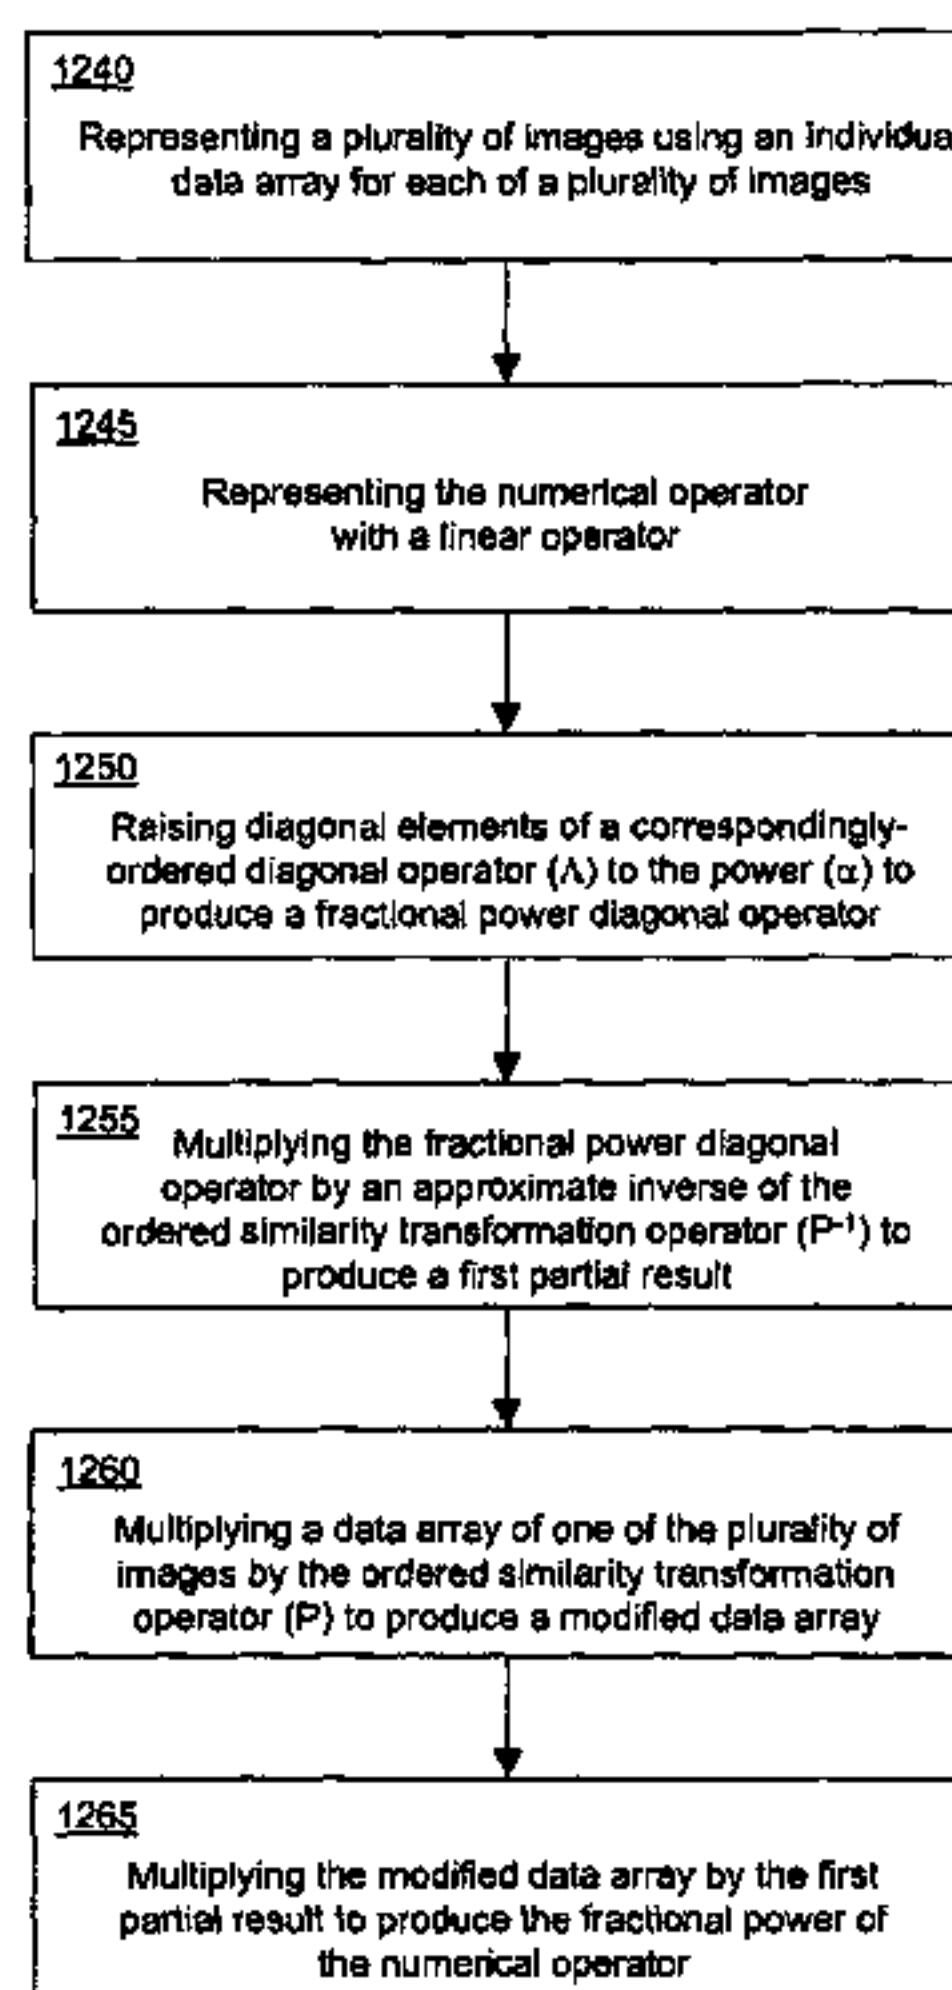 1240
Representing a plurality of images using an individua
data array for each of a plurality of images
1245
Representing the numerical operator
with a linear operator
1250
Raising diagonal elements of a correspondingly-
ordered diagonal operator (Λ) to the power (α) to
produce a fractional power diagonal operator
1255
Multiplying the fractional power diagonal
operator by an approximate inverse of the
ordered similarity transformation operator (P⁻¹) to
produce a first partial result
1260
Multiplying a data array of one of the plurality of
images by the ordered similarity transformation
operator (P) to produce a modified data array
1265
Multiplying the modified data array by the first
partial result to produce the fractional power of
the numerical operator